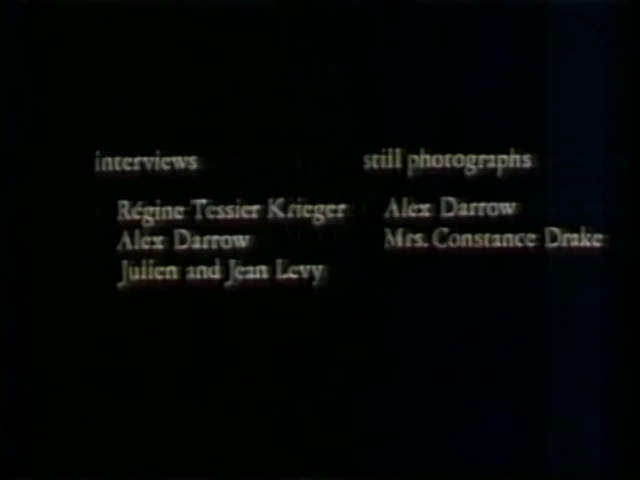 interviews
Régine Tessier Krieger
Alex Darrow
Julien and Jean Levy
still photographs
Alex Darrow
Mrs. Constance Drake